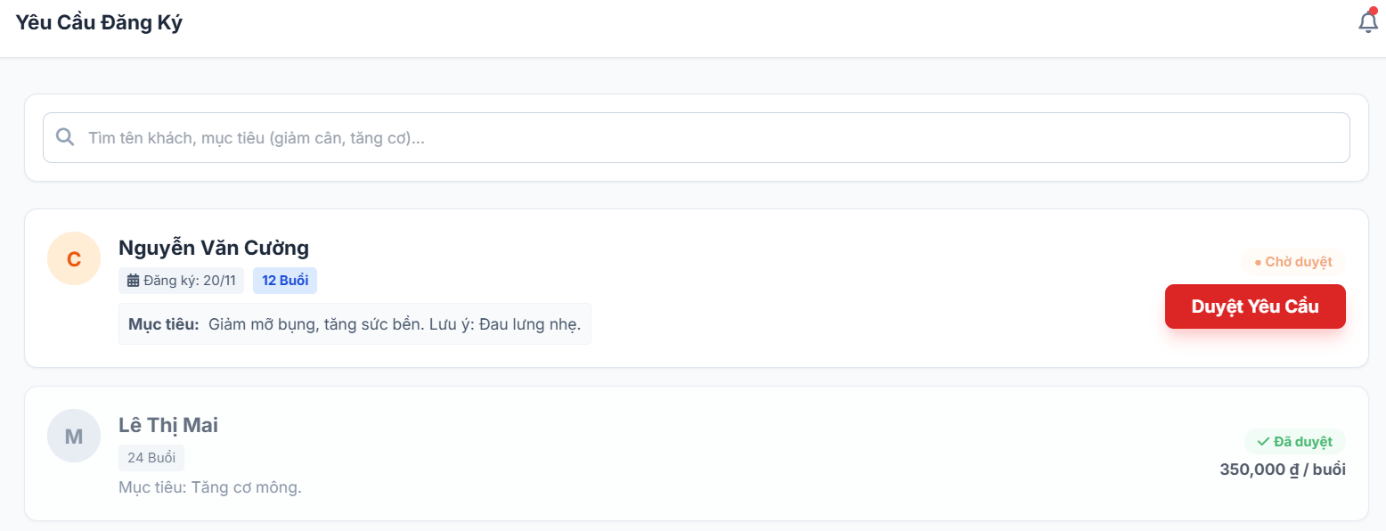 Yêu Cầu Đăng Ký
Tìm tên khách, mục tiêu (giảm cân, tăng cơ)...
C
Nguyễn Văn Cường
Đăng ký: 20/11 12 Buổi
Mục tiêu: Giảm mỡ bụng, tăng sức bền. Lưu ý: Đau lưng nhẹ.
• Chờ duyệt
Duyệt Yêu Cầu
M
Lê Thị Mai
24 Buổi
Mục tiêu: Tăng cơ mông.
✓ Đã duyệt
350,000 ₫ / buổi